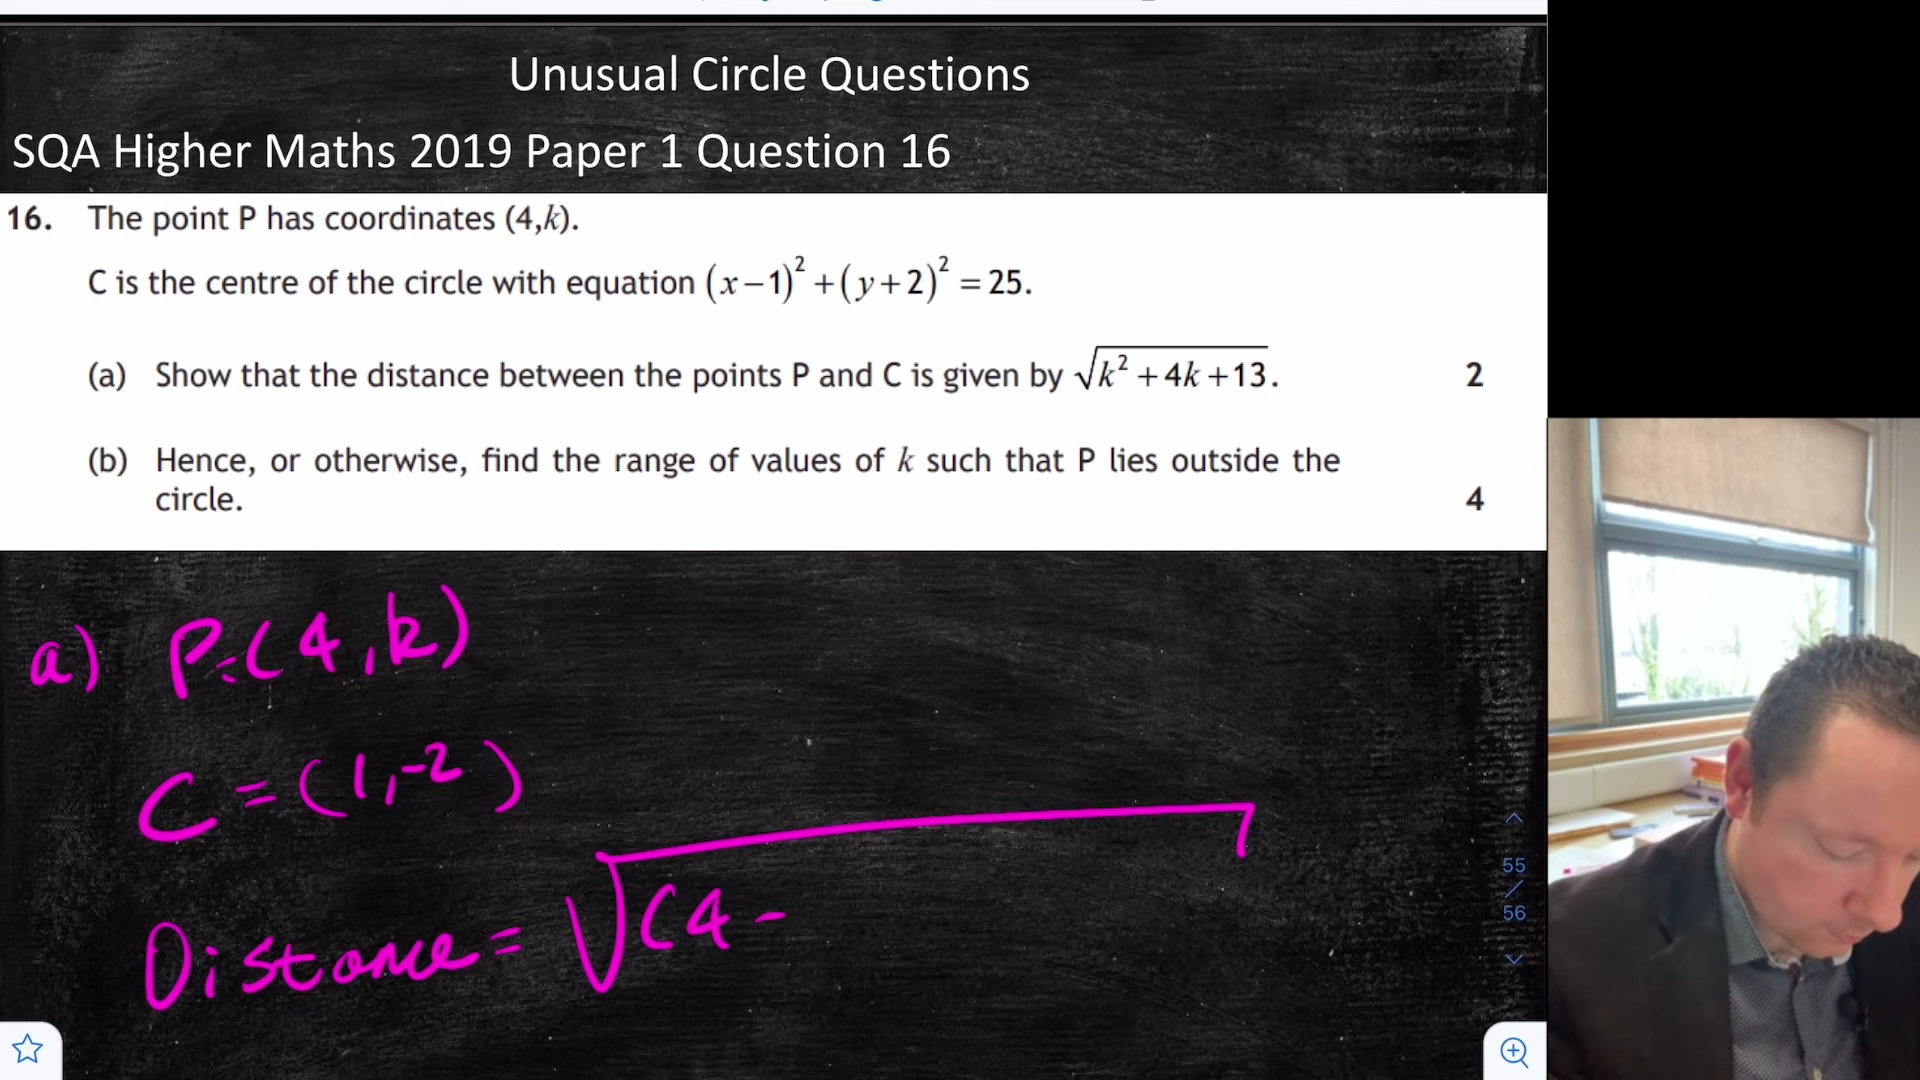 Unusual Circle Questions
SQA Higher Maths 2019 Paper 1 Question 16
16. The point P has coordinates (4,k).
C is the centre of the circle with equation (x−1)² + (y+2)² = 25.
(a) Show that the distance between the points P and C is given by √(k² + 4k + 13). 2
(b) Hence, or otherwise, find the range of values of k such that P lies outside the
circle. 4
a) P=(4,k)
C = (1,-2)
Distance = √(4 -
55
/
56